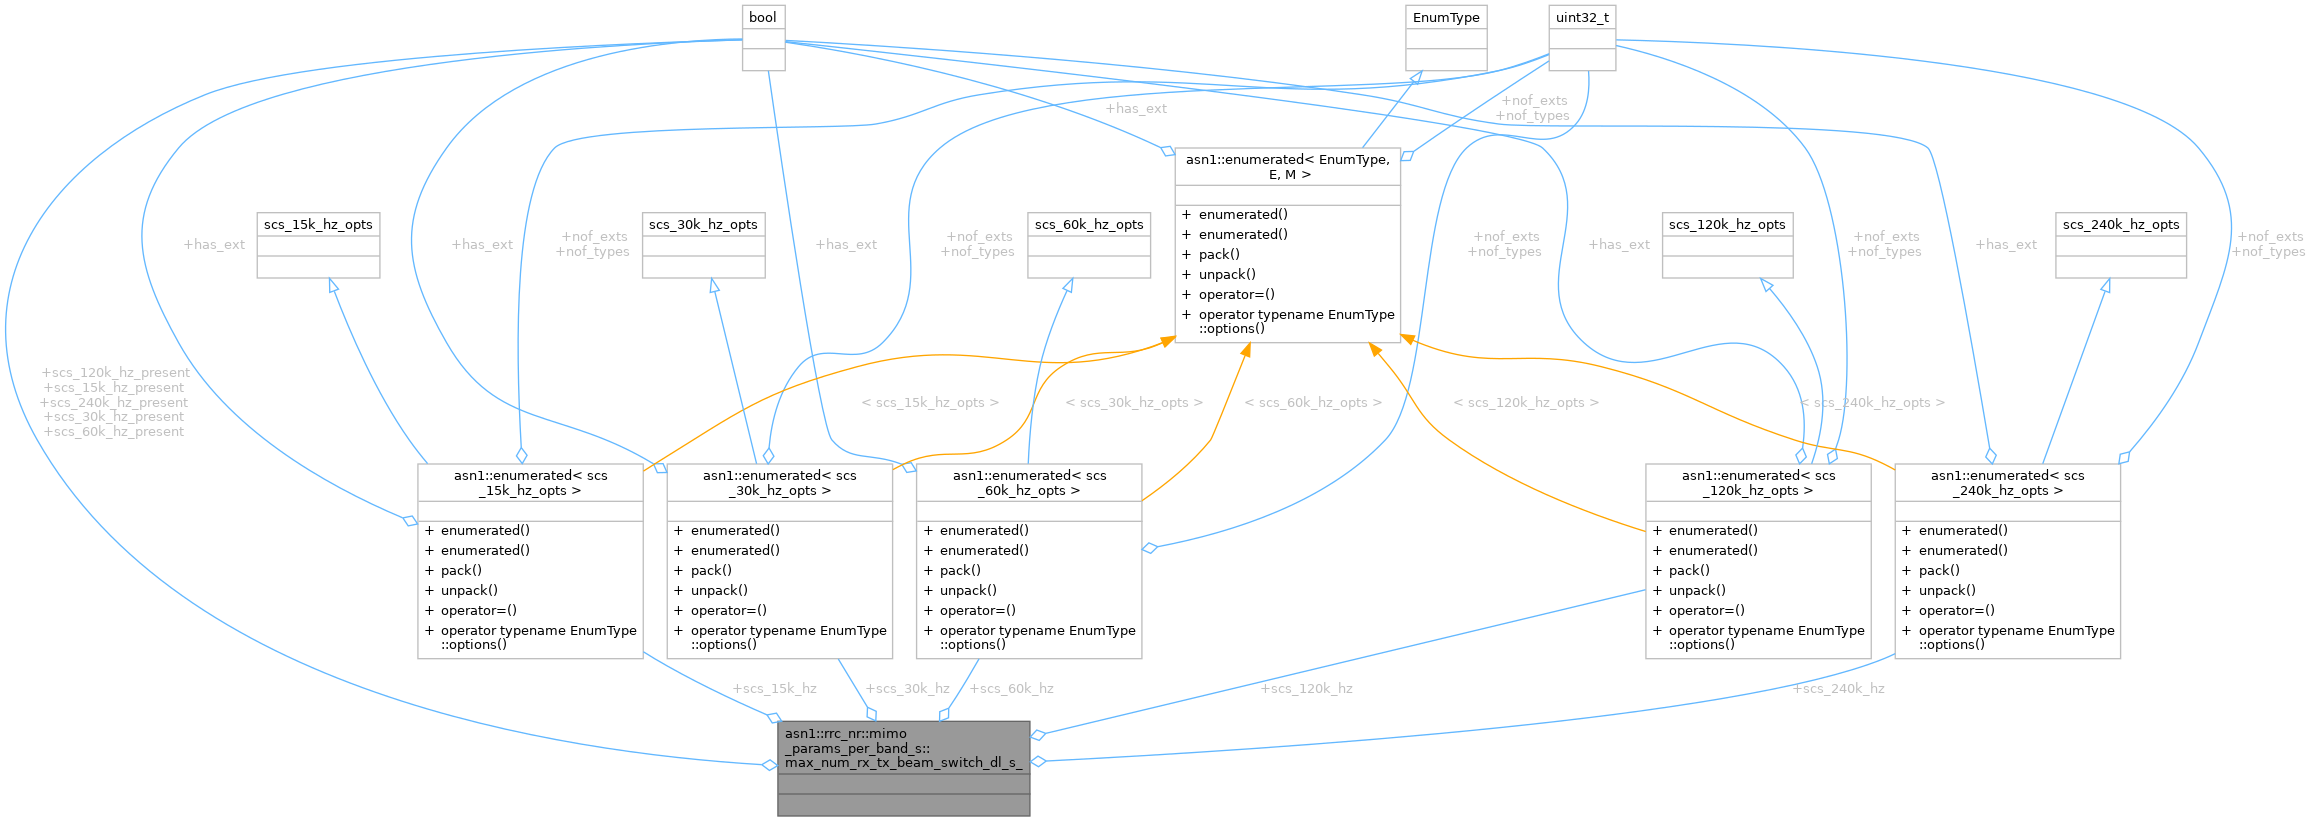 bool
EnumType
uint32_t
+has_ext
+nof_exts
+nof_types
asn1::enumerated< EnumType,
E, M >
+ enumerated()
+ enumerated()
+ pack()
+ unpack()
+ operator=()
+ operator typename EnumType
::options()
scs_15k_hz_opts
scs_30k_hz_opts
scs_60k_hz_opts
scs_120k_hz_opts
scs_240k_hz_opts
+has_ext
+has_ext
+nof_exts
+nof_types
+has_ext
+nof_exts
+nof_types
+nof_exts
+nof_types
+has_ext
+nof_exts
+nof_types
+has_ext
+nof_exts
+nof_types
+scs_120k_hz_present
+scs_15k_hz_present
+scs_240k_hz_present
+scs_30k_hz_present
+scs_60k_hz_present
< scs_15k_hz_opts >
< scs_30k_hz_opts >
< scs_60k_hz_opts >
< scs_120k_hz_opts >
< scs_240k_hz_opts >
asn1::enumerated< scs
_15k_hz_opts >
+ enumerated()
+ enumerated()
+ pack()
+ unpack()
+ operator=()
+ operator typename EnumType
::options()
asn1::enumerated< scs
_30k_hz_opts >
+ enumerated()
+ enumerated()
+ pack()
+ unpack()
+ operator=()
+ operator typename EnumType
::options()
asn1::enumerated< scs
_60k_hz_opts >
+ enumerated()
+ enumerated()
+ pack()
+ unpack()
+ operator=()
+ operator typename EnumType
::options()
asn1::enumerated< scs
_120k_hz_opts >
+ enumerated()
+ enumerated()
+ pack()
+ unpack()
+ operator=()
+ operator typename EnumType
::options()
asn1::enumerated< scs
_240k_hz_opts >
+ enumerated()
+ enumerated()
+ pack()
+ unpack()
+ operator=()
+ operator typename EnumType
::options()
+scs_15k_hz
+scs_30k_hz
+scs_60k_hz
+scs_120k_hz
+scs_240k_hz
asn1::rrc_nr::mimo
_params_per_band_s::
max_num_rx_tx_beam_switch_dl_s_